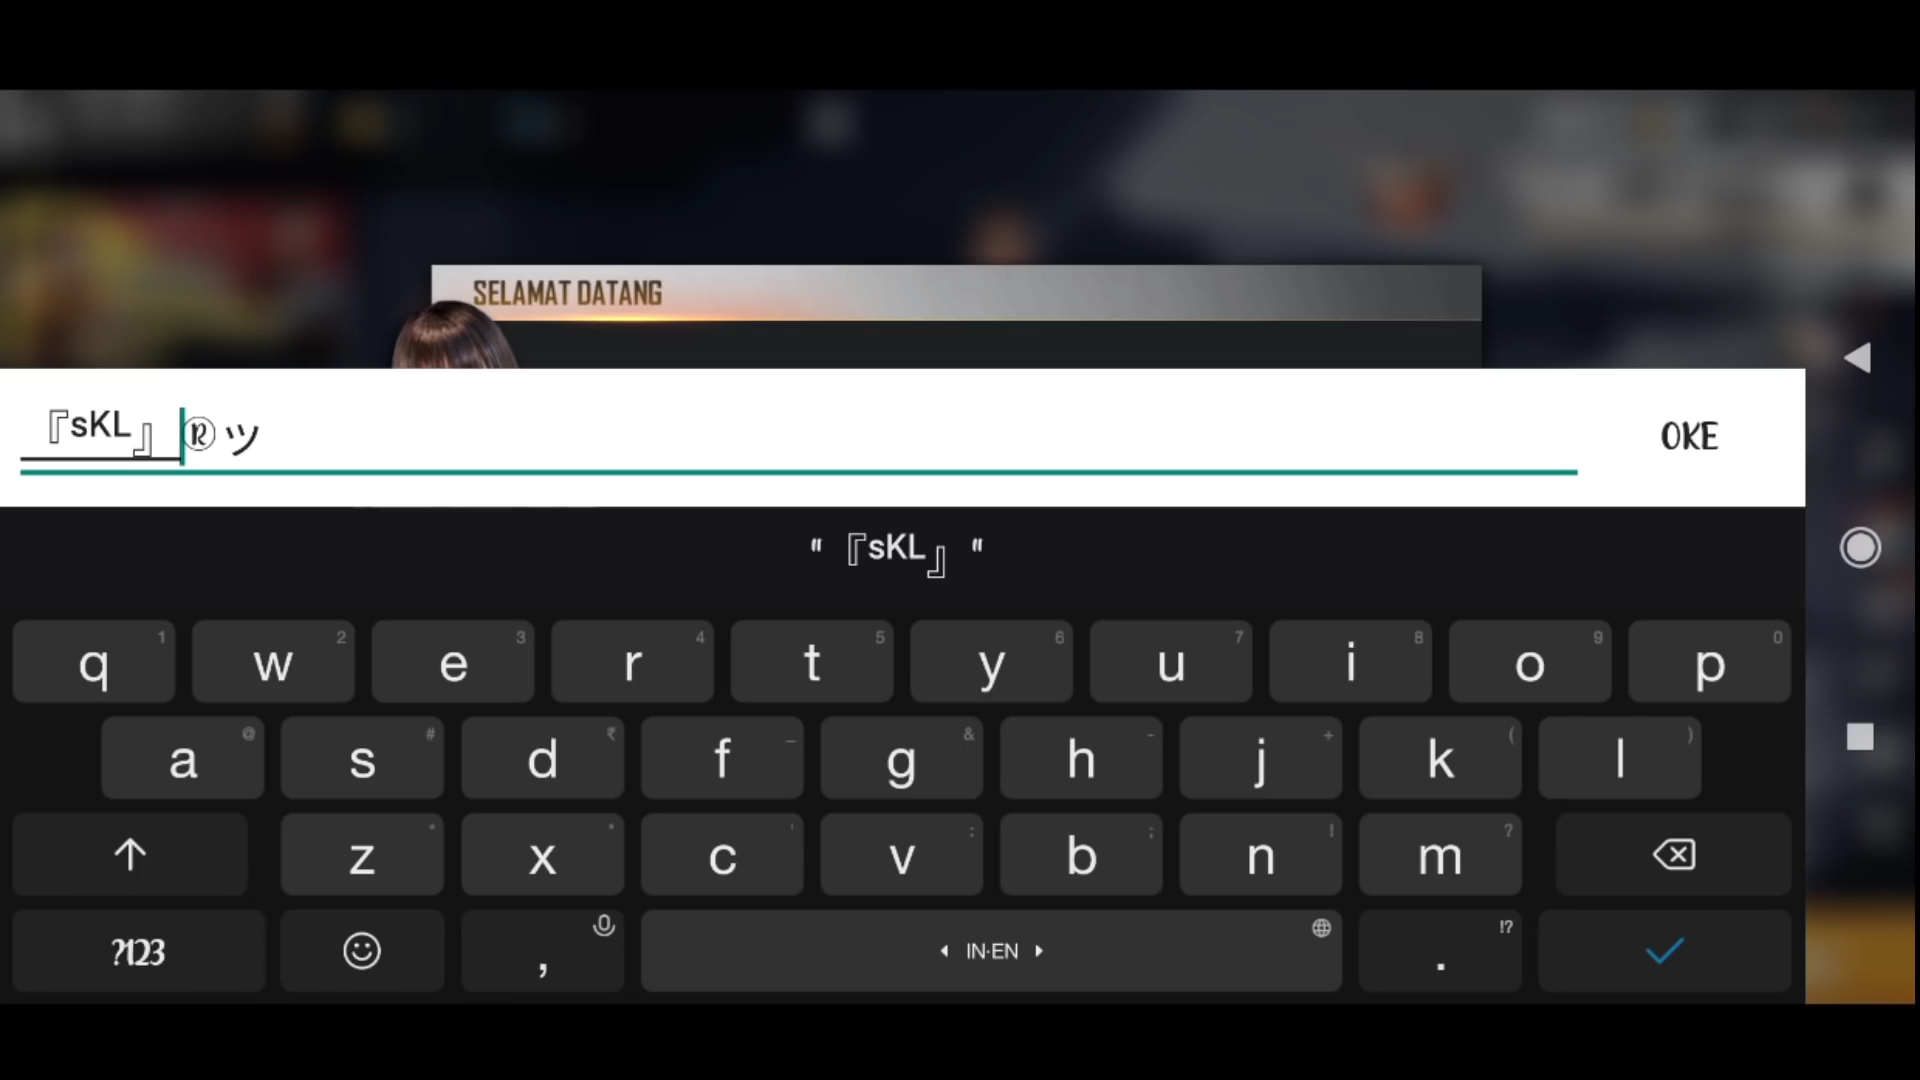 SELAMAT DATANG
『sKL』®ツ
OKE
" 『sKL』 "
q 1 w 2 e 3 r 4 t 5 y 6 u 7 i 8 o 9 p 0
a @ s # d ₹ f _ g & h - j + k ( l )
z * x " c ' v : b ; n ! m ?
?123 , IN·EN . !?